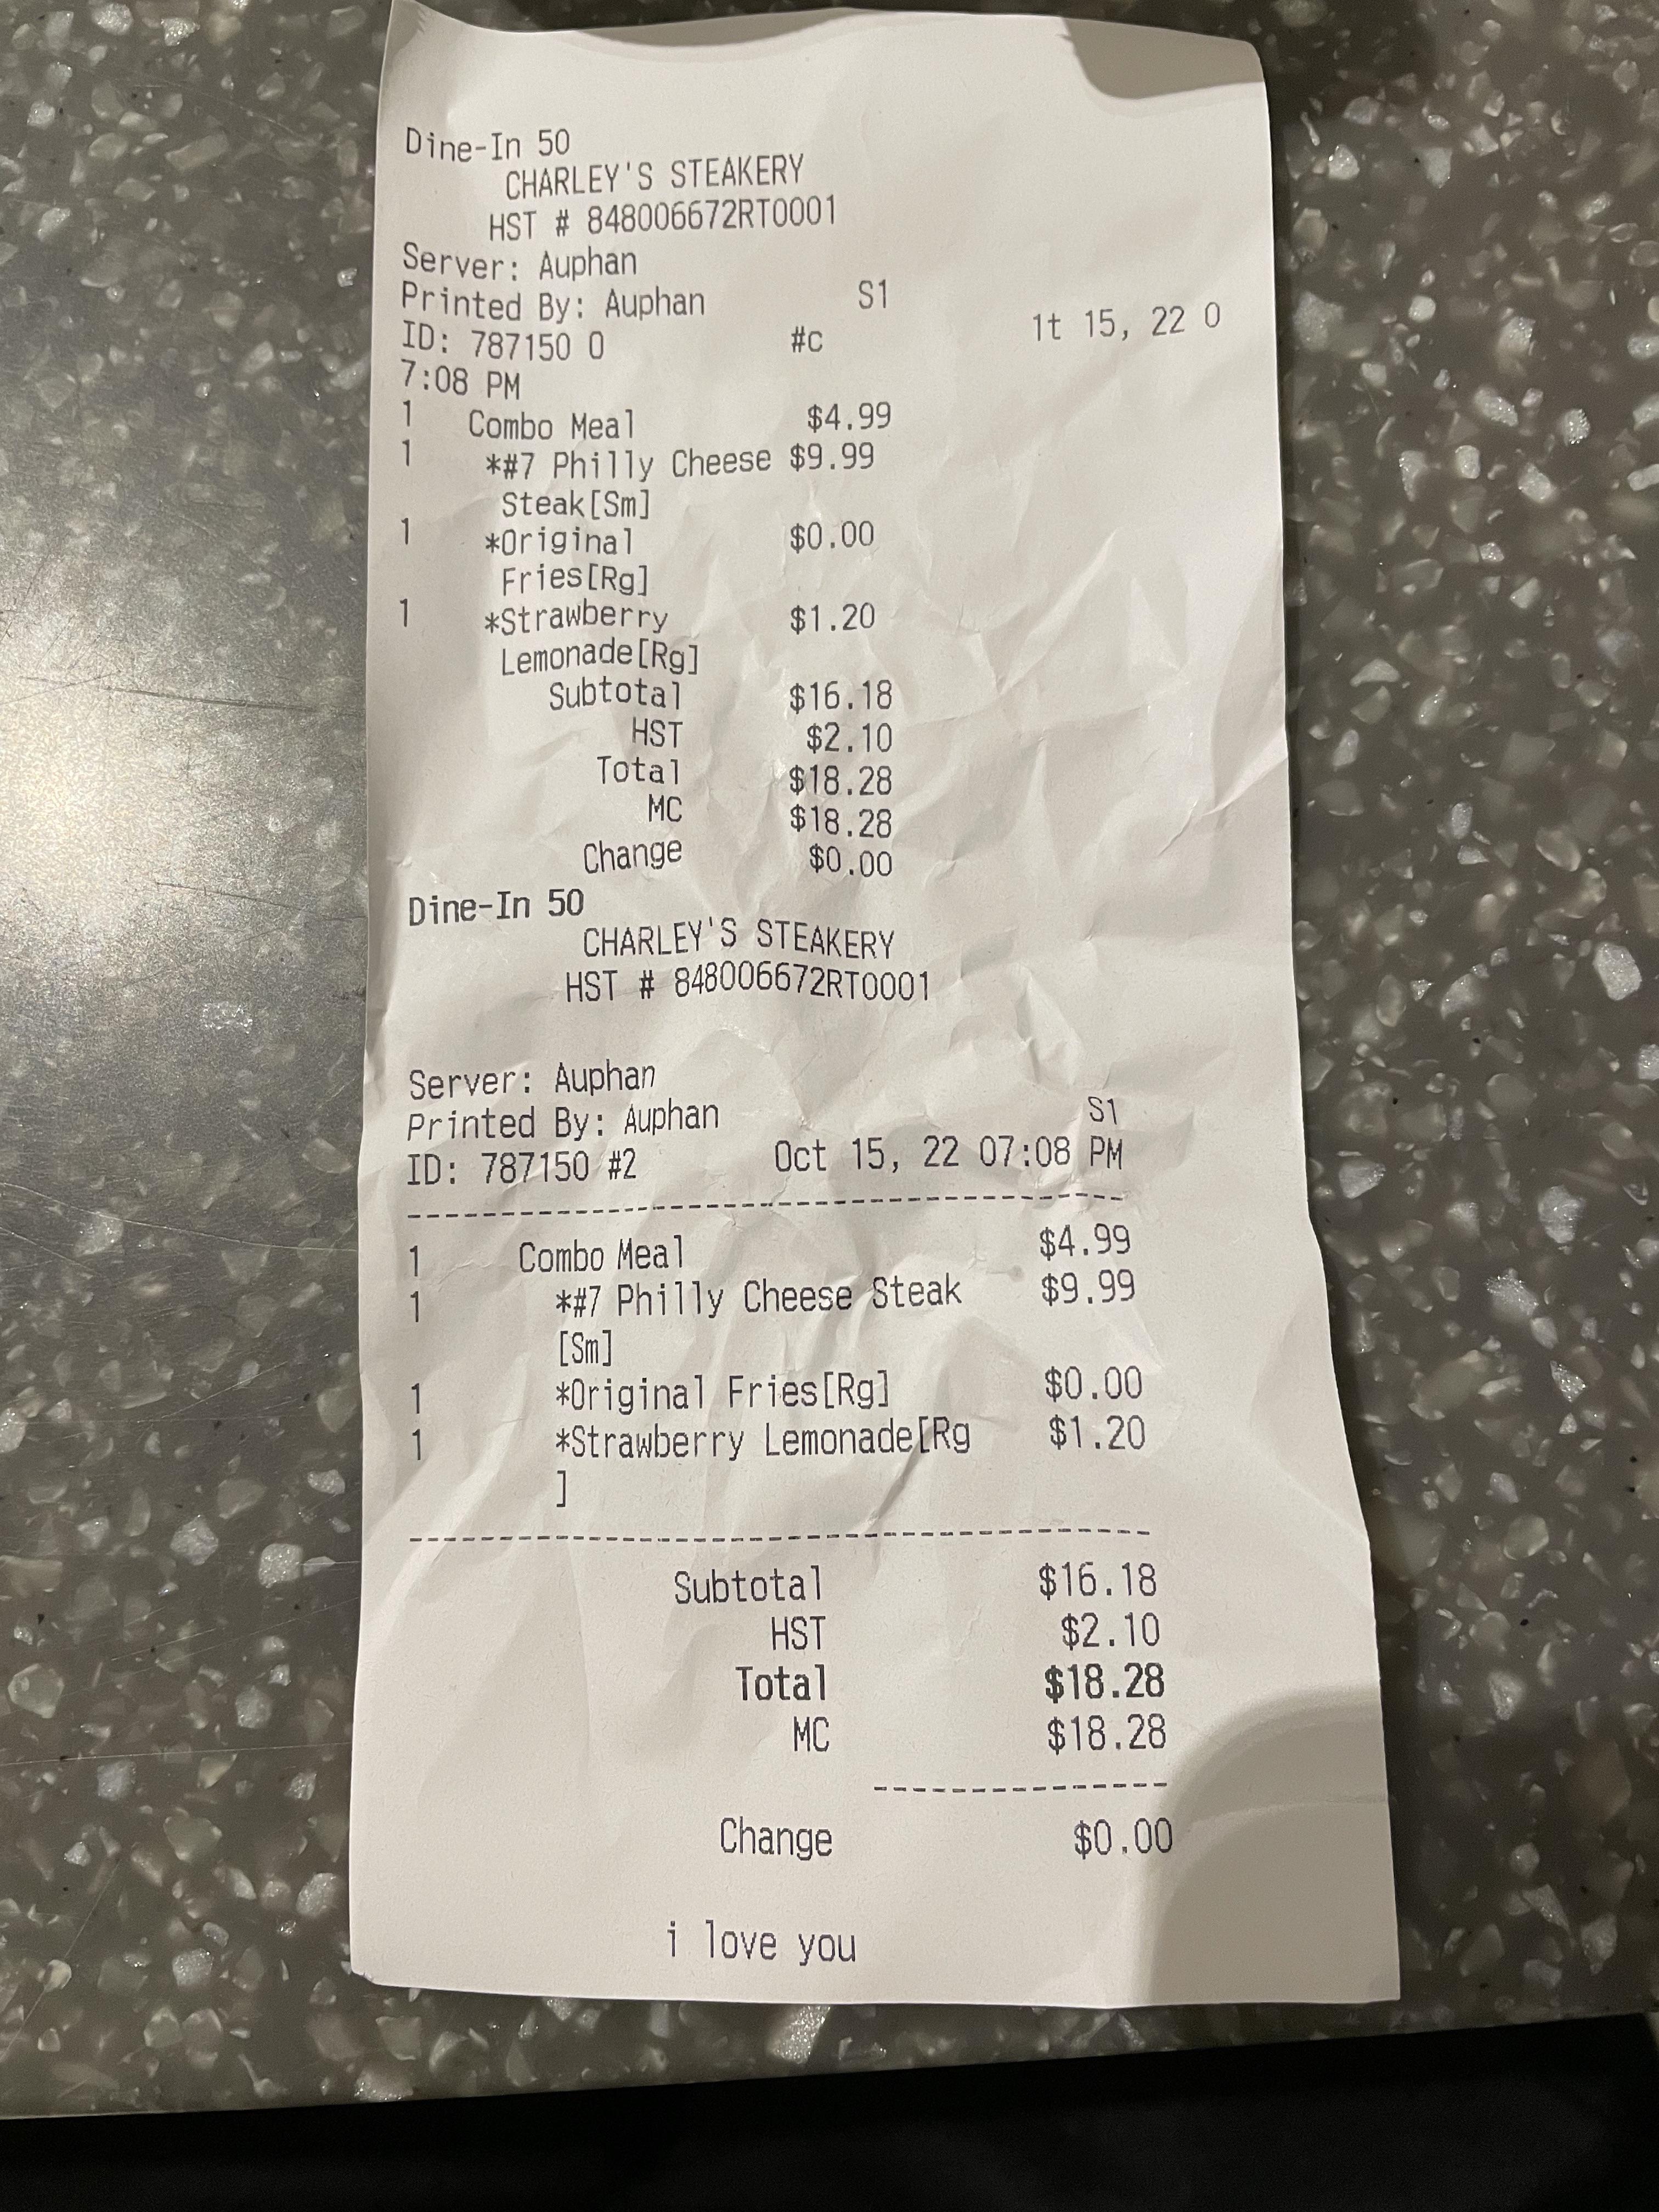 Dine-In 50
CHARLEY'S STEAKERY
HST # 848006672RT0001
Server: Auphan
Printed By: Auphan S1
ID: 787150 0 #c 1t 15, 22 0
7:08 PM
1 Combo Meal $4.99
1 *#7 Philly Cheese $9.99
Steak[Sm]
1 *Original $0.00
Fries[Rg]
1 *Strawberry $1.20
Lemonade[Rg]
Subtotal $16.18
HST $2.10
Total $18.28
MC $18.28
Change $0.00
Dine-In 50
CHARLEY'S STEAKERY
HST # 848006672RT0001
Server: Auphan
Printed By: Auphan S1
ID: 787150 #2 Oct 15, 22 07:08 PM
--------------------------------------------
1 Combo Meal $4.99
1 *#7 Philly Cheese Steak $9.99
[Sm]
1 *Original Fries[Rg] $0.00
1 *Strawberry Lemonade[Rg $1.20
]
--------------------------------------------
Subtotal $16.18
HST $2.10
Total $18.28
MC $18.28
----------------
Change $0.00
i love you